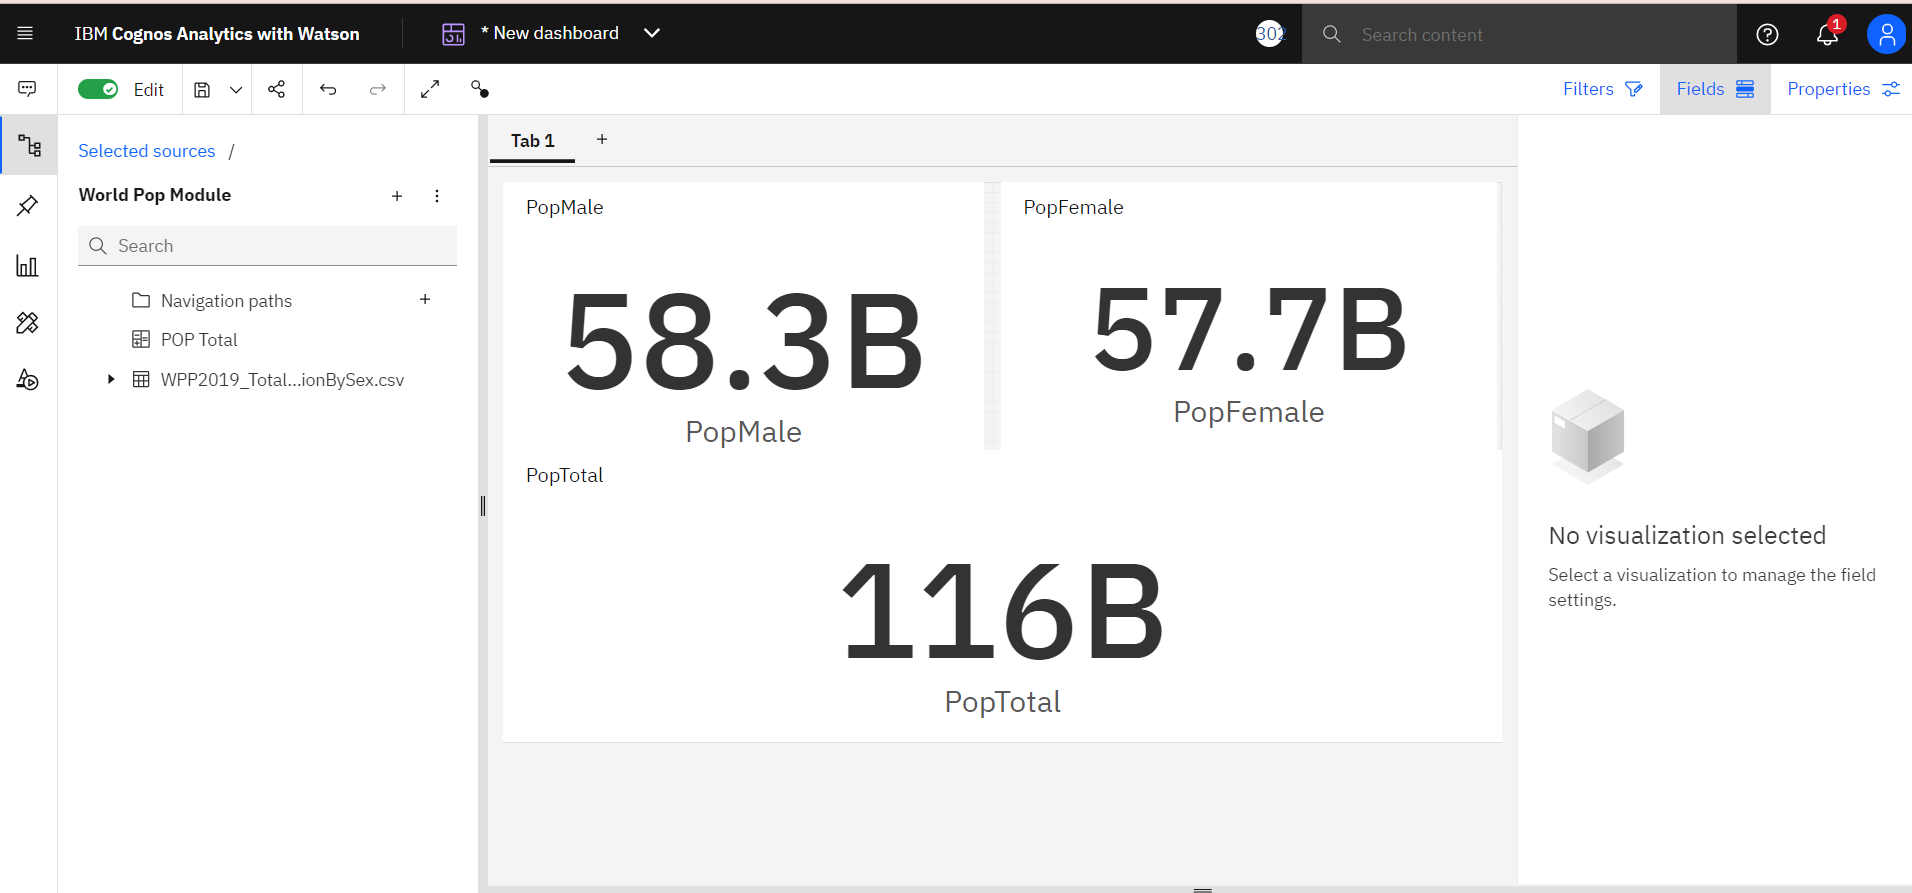 IBM Cognos Analytics with Watson
* New dashboard
302
Search content
1
Edit
Filters
Fields
Properties
Selected sources /
World Pop Module
Search
Navigation paths
POP Total
WPP2019_Total...ionBySex.csv
Tab 1
PopMale
58.3B
PopMale
PopFemale
57.7B
PopFemale
PopTotal
116B
PopTotal
No visualization selected
Select a visualization to manage the field
settings.